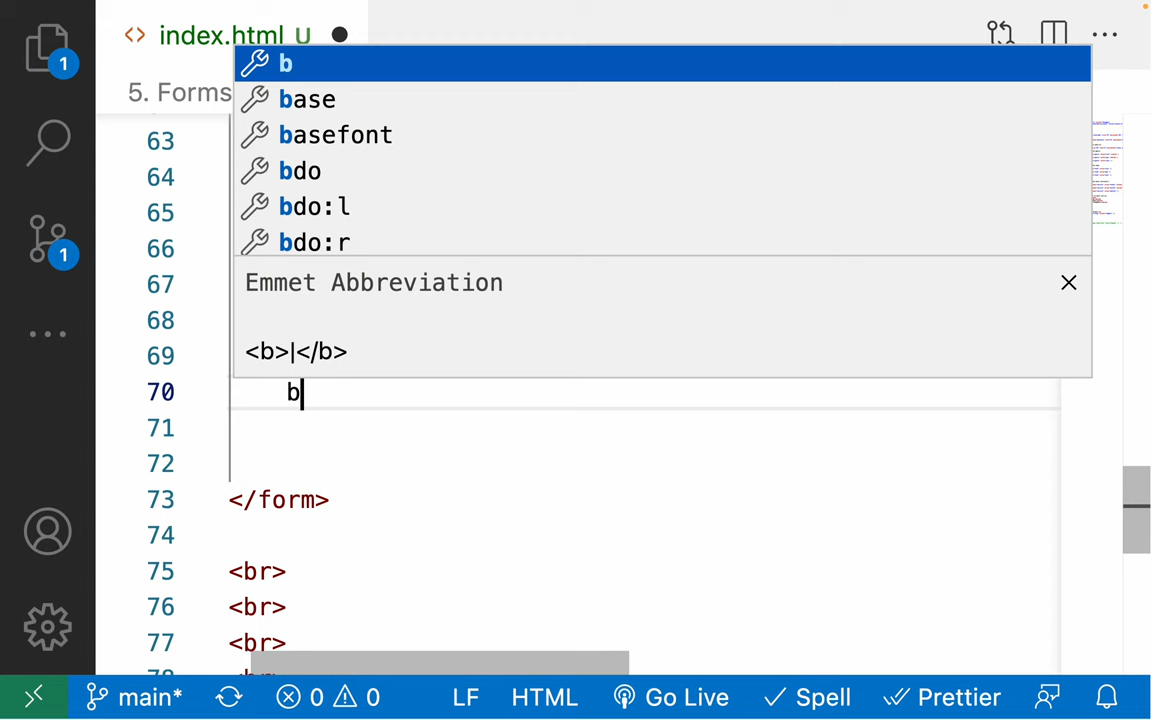 index.html U
1
b
5. Forms
base
63
basefont
64
bdo
65
bdo:l
66
bdo:r
1
67
Emmet Abbreviation
68
69
<b>|</b>
70 b
71
72
73 </form>
74
75 <br>
76 <br>
77 <br>
main* 0 0 LF HTML Go Live Spell Prettier